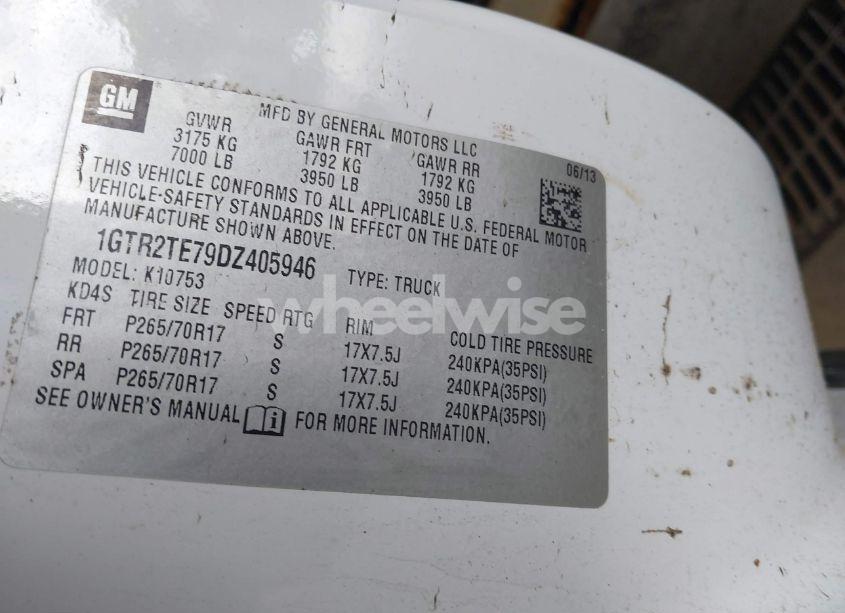 GM
MFD BY GENERAL MOTORS LLC
06/13
GVWR GAWR FRT GAWR RR
3175 KG 1792 KG 1792 KG
7000 LB 3950 LB 3950 LB
THIS VEHICLE CONFORMS TO ALL APPLICABLE U.S. FEDERAL MOTOR
VEHICLE-SAFETY STANDARDS IN EFFECT ON THE DATE OF
MANUFACTURE SHOWN ABOVE.
1GTR2TE79DZ405946
MODEL: K10753 TYPE: TRUCK
KD4S TIRE SIZE SPEED RTG RIM COLD TIRE PRESSURE
FRT P265/70R17 S 17X7.5J 240KPA(35PSI)
RR P265/70R17 S 17X7.5J 240KPA(35PSI)
SPA P265/70R17 S 17X7.5J 240KPA(35PSI)
SEE OWNER'S MANUAL i FOR MORE INFORMATION.
wheelwise